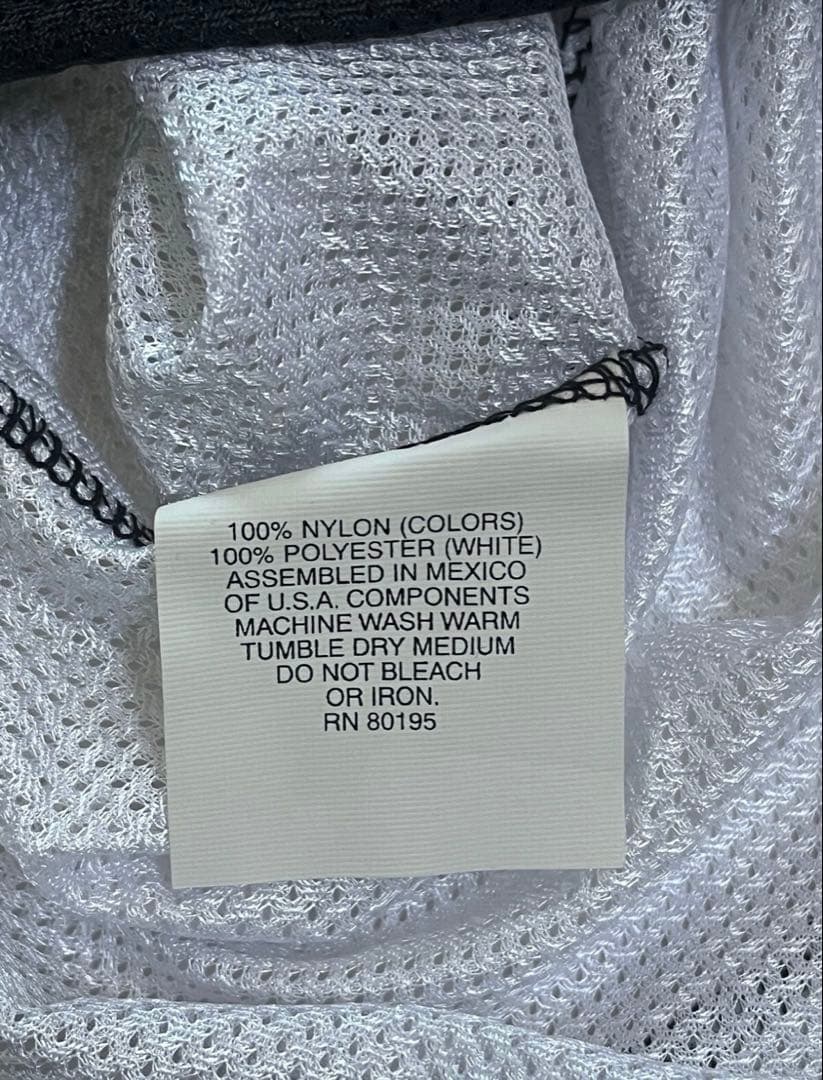 100% NYLON (COLORS)
100% POLYESTER (WHITE)
ASSEMBLED IN MEXICO
OF U.S.A. COMPONENTS
MACHINE WASH WARM
TUMBLE DRY MEDIUM
DO NOT BLEACH
OR IRON.
RN 80195